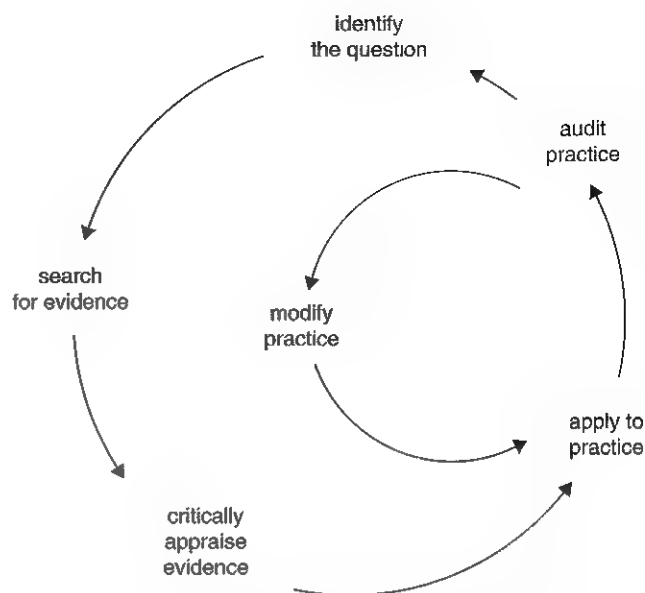 identify
the question
audit
practice
search
for evidence
modify
practice
apply to
practice
critically
appraise
evidence